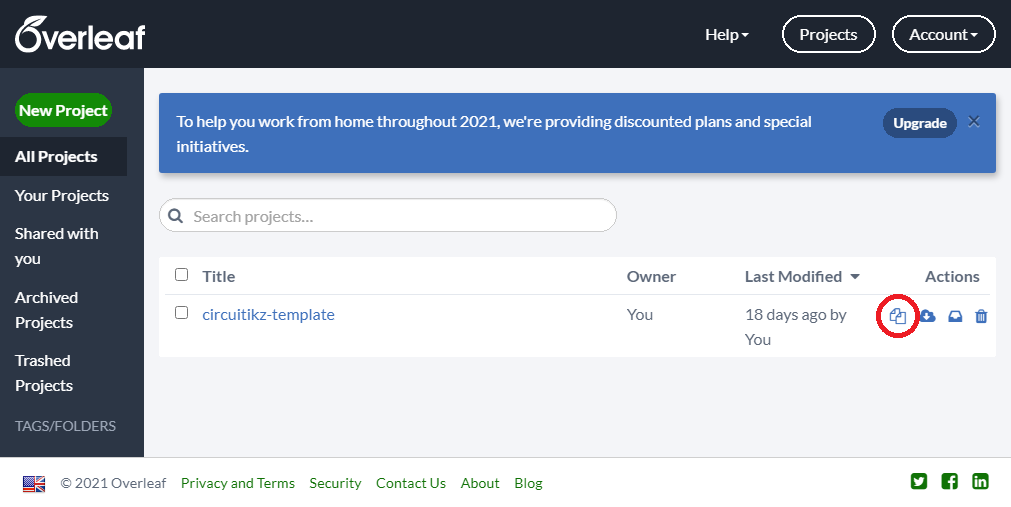 Overleaf
Help
Projects
Account
New Project
All Projects
Your Projects
Shared with
you
Archived
Projects
Trashed
Projects
TAGS/FOLDERS
To help you work from home throughout 2021, we're providing discounted plans and special
initiatives.
Upgrade
Search projects...
Title Owner Last Modified Actions
circuitikz-template You 18 days ago by
You
© 2021 Overleaf Privacy and Terms Security Contact Us About Blog